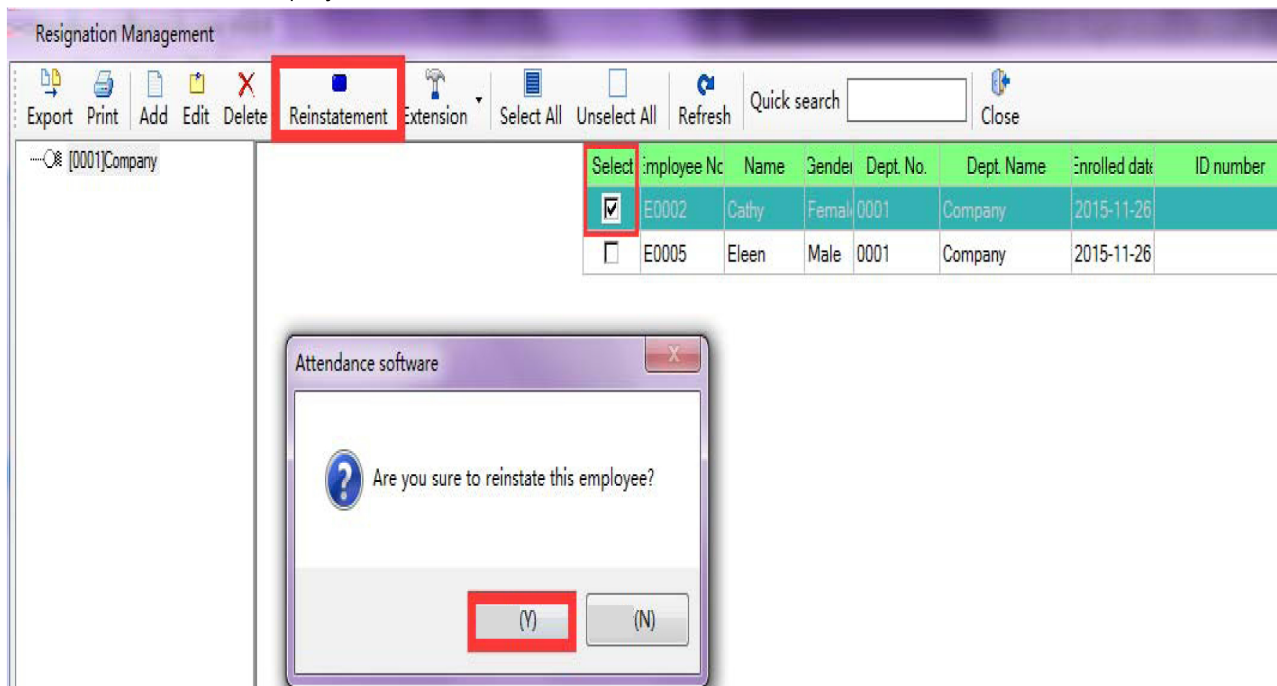 Resignation Management
Export Print Add Edit Delete Reinstatement Extension Select All Unselect All Refresh Quick search Close
[0001]Company
Select Employee No Name Gender Dept. No. Dept. Name Enrolled date ID number
E0002 Cathy Femal 0001 Company 2015-11-26
E0005 Eleen Male 0001 Company 2015-11-26
Attendance software
Are you sure to reinstate this employee?
(Y) (N)